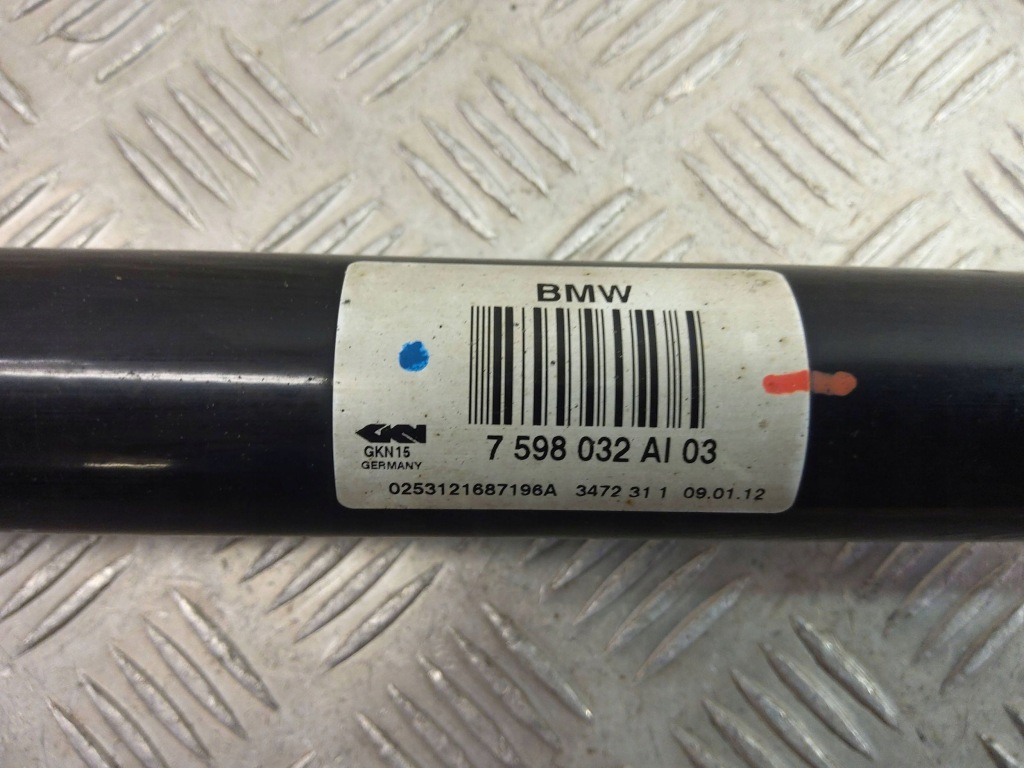 BMW
GKN
GKN15
GERMANY
7 598 032 AI 03
0253121687196A 3472 31 1 09.01.12